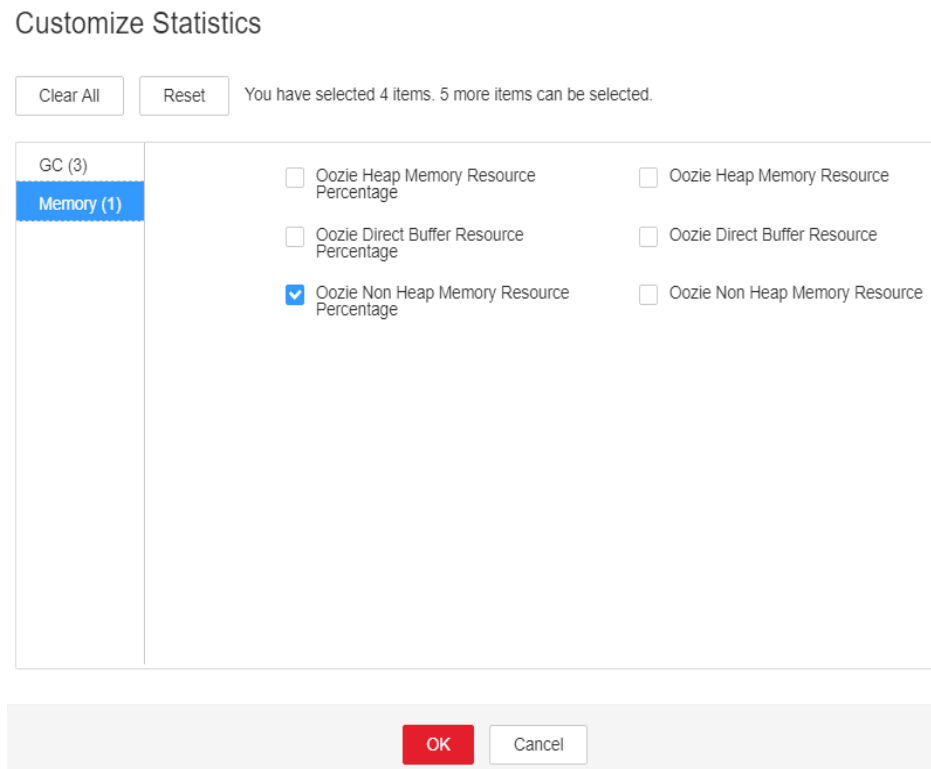 Customize Statistics
Clear All
Reset
You have selected 4 items. 5 more items can be selected.
GC (3)
Memory (1)
Oozie Heap Memory Resource
Percentage
Oozie Heap Memory Resource
Oozie Direct Buffer Resource
Percentage
Oozie Direct Buffer Resource
Oozie Non Heap Memory Resource
Percentage
Oozie Non Heap Memory Resource
OK
Cancel